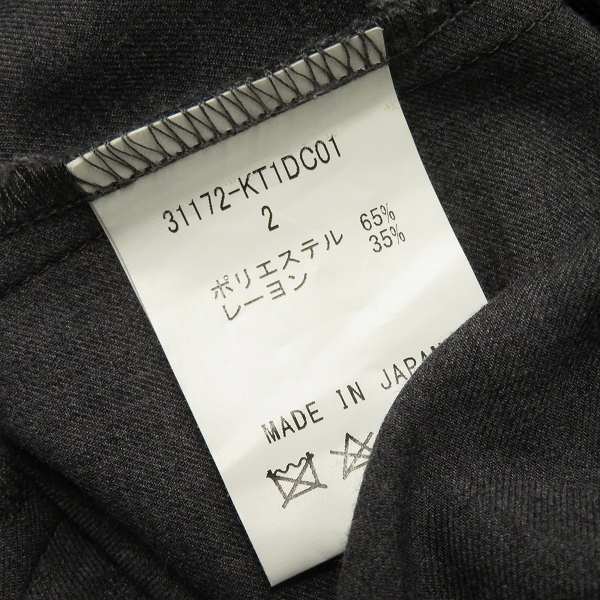 31172-KT1DC01
2
ポリエステル 65%
レーヨン 35%
MADE IN JAPAN